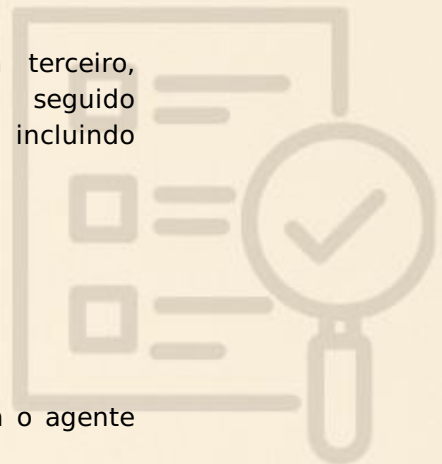 terceiro,
seguido
incluindo
o agente